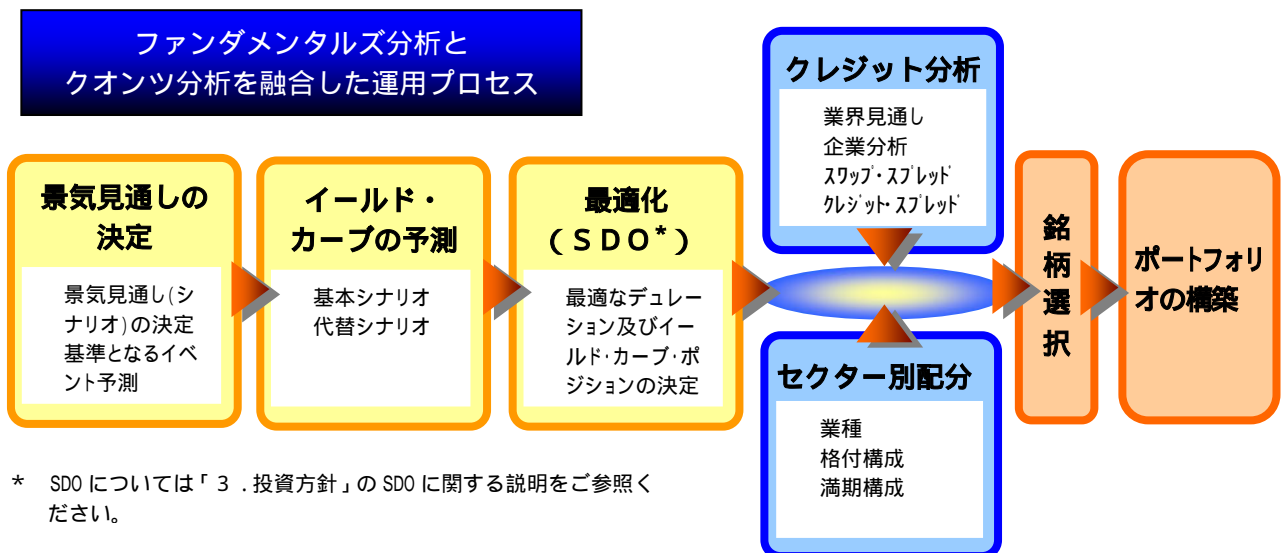 ファンダメンタルズ分析と
クオンツ分析を融合した運用プロセス
景気見通しの
決定
景気見通し(シ
ナリオ)の決定
基準となるイベ
ント予測
イールド・
カーブの予測
基本シナリオ
代替シナリオ
最適化
(SDO*)
最適なデュレー
ション及びイー
ルド・カーブ・ポ
ジションの決定
クレジット分析
業界見通し
企業分析
ｽﾜｯﾌﾟ・ｽﾌﾟﾚｯﾄﾞ
ｸﾚｼﾞｯﾄ・ｽﾌﾟﾚｯﾄﾞ
セクター別配分
業種
格付構成
満期構成
銘
柄
選
択
ポートフォリ
オの構築
* SDO については「３.投資方針」の SDO に関する説明をご参照く
ださい。